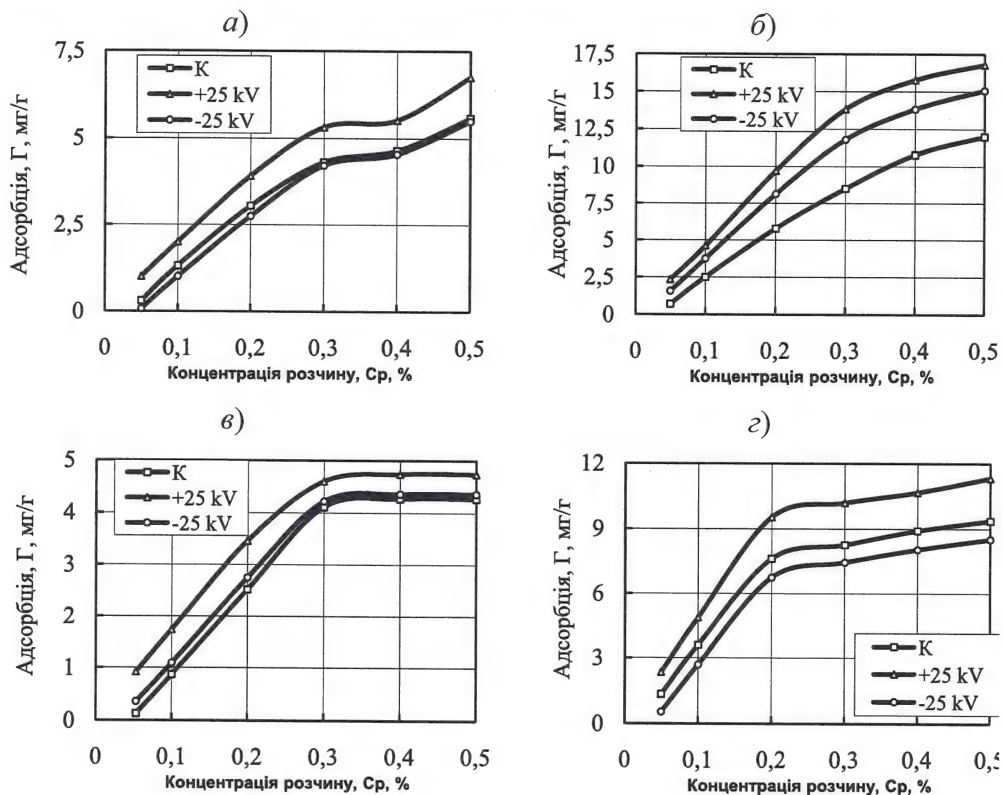 а)
7,5
5
2,5
0
Адсорбція, Г, мг/г
К
+25 kV
-25 kV
0 0,1 0,2 0,3 0,4 0,5
Концентрація розчину, Ср, %
б)
17,5
15
12,5
10
7,5
5
2,5
0
Адсорбція, Г, мг/г
К
+25 kV
-25 kV
0 0,1 0,2 0,3 0,4 0,5
Концентрація розчину, Ср, %
в)
5
4
3
2
1
0
Адсорбція, Г, мг/г
К
+25 kV
-25 kV
0 0,1 0,2 0,3 0,4 0,5
Концентрація розчину, Ср, %
г)
12
9
6
3
0
Адсорбція, Г, мг/г
К
+25 kV
-25 kV
0 0,1 0,2 0,3 0,4 0,5
Концентрація розчину, Ср, %